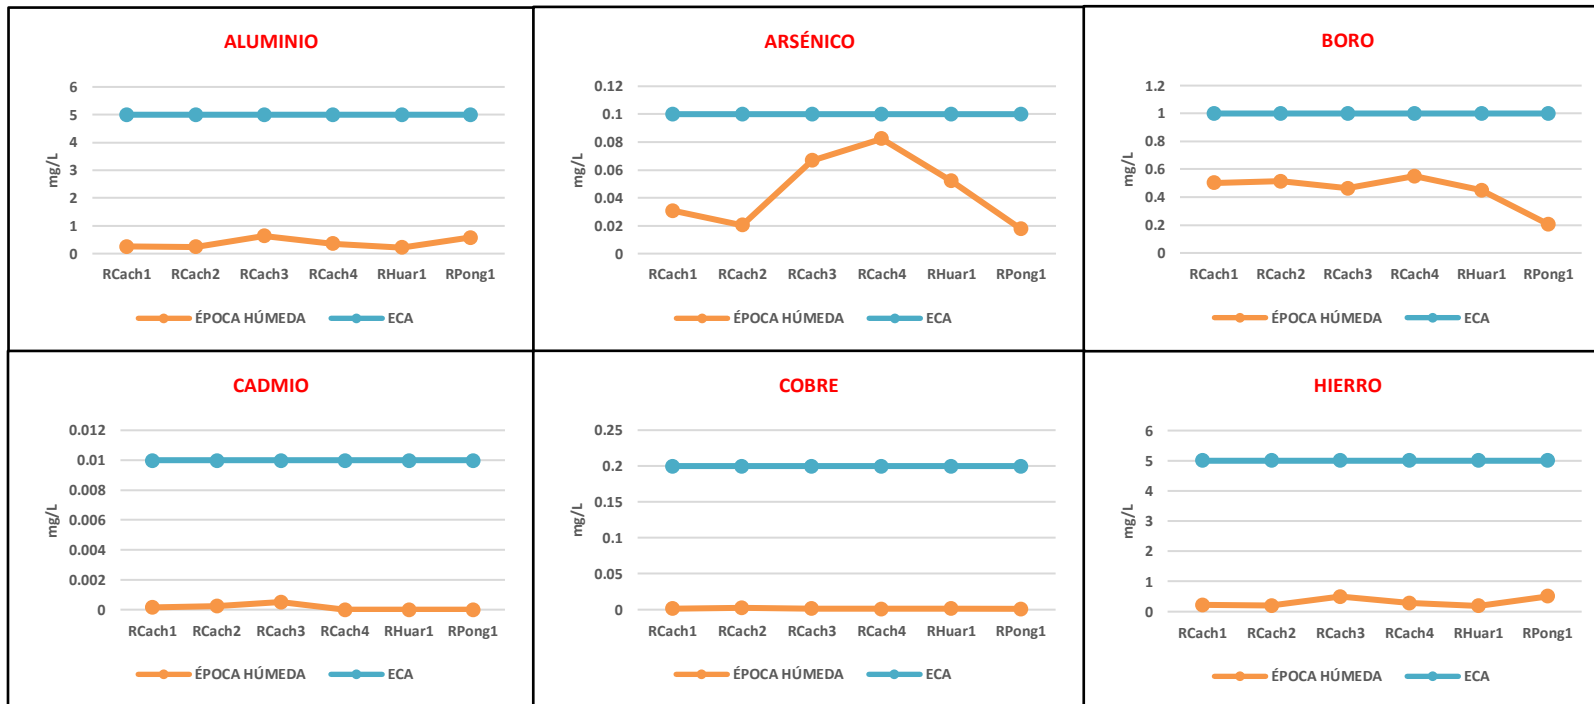 ALUMINIO
6
5
4
3
2
1
0
mg/L
RCach1 RCach2 RCach3 RCach4 RHuar1 RPong1
ÉPOCA HÚMEDA ECA
ARSÉNICO
0.12
0.1
0.08
0.06
0.04
0.02
0
mg/L
RCach1 RCach2 RCach3 RCach4 RHuar1 RPong1
ÉPOCA HÚMEDA ECA
BORO
1.2
1
0.8
0.6
0.4
0.2
0
mg/L
RCach1 RCach2 RCach3 RCach4 RHuar1 RPong1
ÉPOCA HÚMEDA ECA
CADMIO
0.012
0.01
0.008
0.006
0.004
0.002
0
mg/L
RCach1 RCach2 RCach3 RCach4 RHuar1 RPong1
ÉPOCA HÚMEDA ECA
COBRE
0.25
0.2
0.15
0.1
0.05
0
mg/L
RCach1 RCach2 RCach3 RCach4 RHuar1 RPong1
ÉPOCA HÚMEDA ECA
HIERRO
6
5
4
3
2
1
0
mg/L
RCach1 RCach2 RCach3 RCach4 RHuar1 RPong1
ÉPOCA HÚMEDA ECA